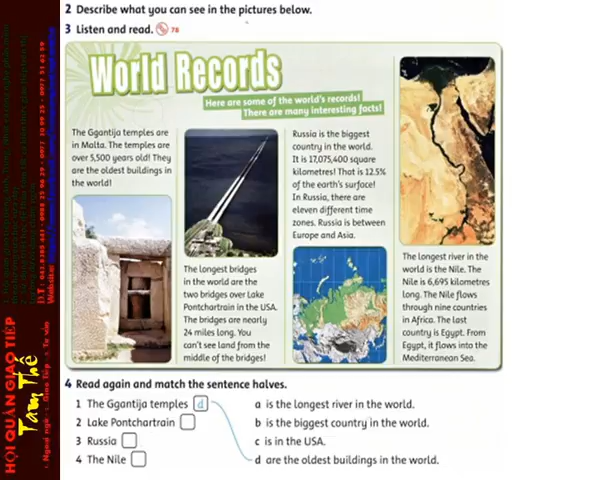 2 Describe what you can see in the pictures below.
3 Listen and read. 78
World Records
Here are some of the world's records!
There are many interesting facts!
The Ggantija temples are
in Malta. The temples are
over 5,500 years old! They
are the oldest buildings in
the world!
The longest bridges
in the world are the
two bridges over Lake
Pontchartrain in the USA.
The bridges are nearly
24 miles long. You
can't see land from the
middle of the bridges!
Russia is the biggest
country in the world.
It is 17,075,400 square
kilometres! That is 12.5%
of the earth's surface!
In Russia, there are
eleven different time
zones. Russia is between
Europe and Asia.
The longest river in the
world is the Nile. The
Nile is 6,695 kilometres
long. The Nile flows
through nine countries
in Africa. The last
country is Egypt. From
Egypt, it flows into the
Mediterranean Sea.
4 Read again and match the sentence halves.
1 The Ggantija temples d
2 Lake Pontchartrain
3 Russia
4 The Nile
a is the longest river in the world.
b is the biggest country in the world.
c is in the USA.
d are the oldest buildings in the world.
HỘI QUÁN GIAO TIẾP
Tam Thê